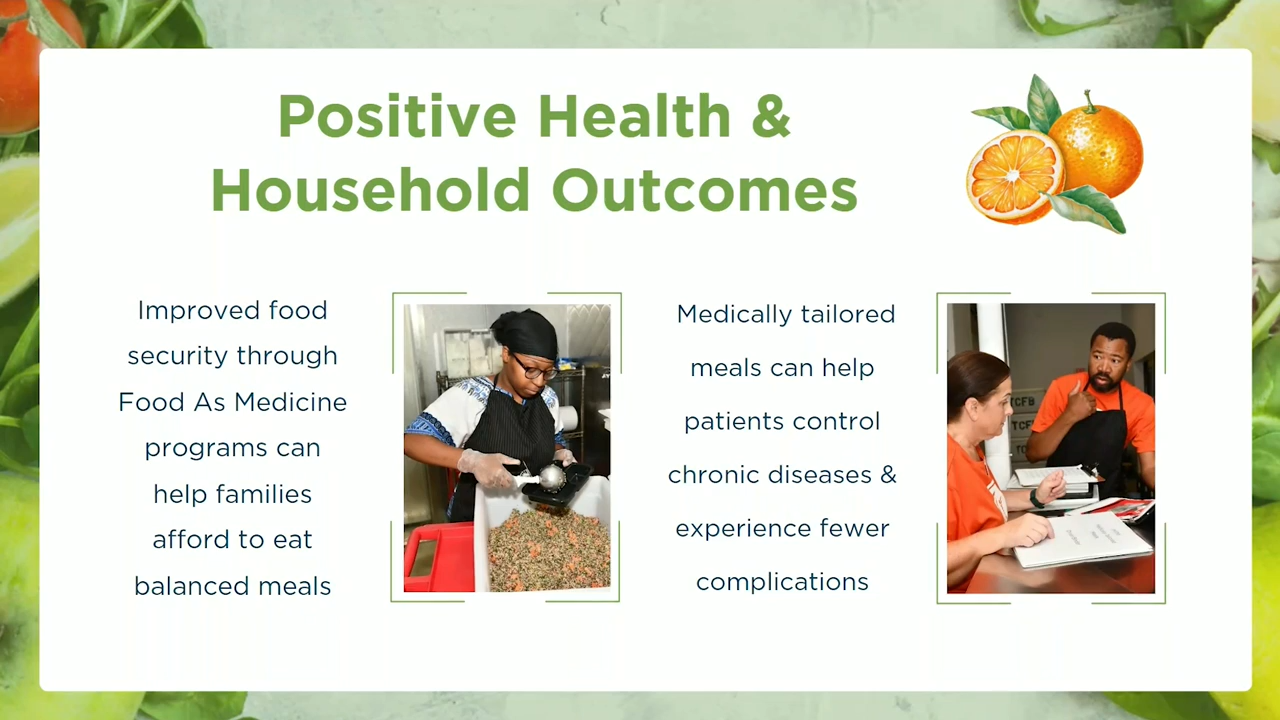 Positive Health &
Household Outcomes
Improved food
security through
Food As Medicine
programs can
help families
afford to eat
balanced meals
Medically tailored
meals can help
patients control
chronic diseases &
experience fewer
complications
TCFB